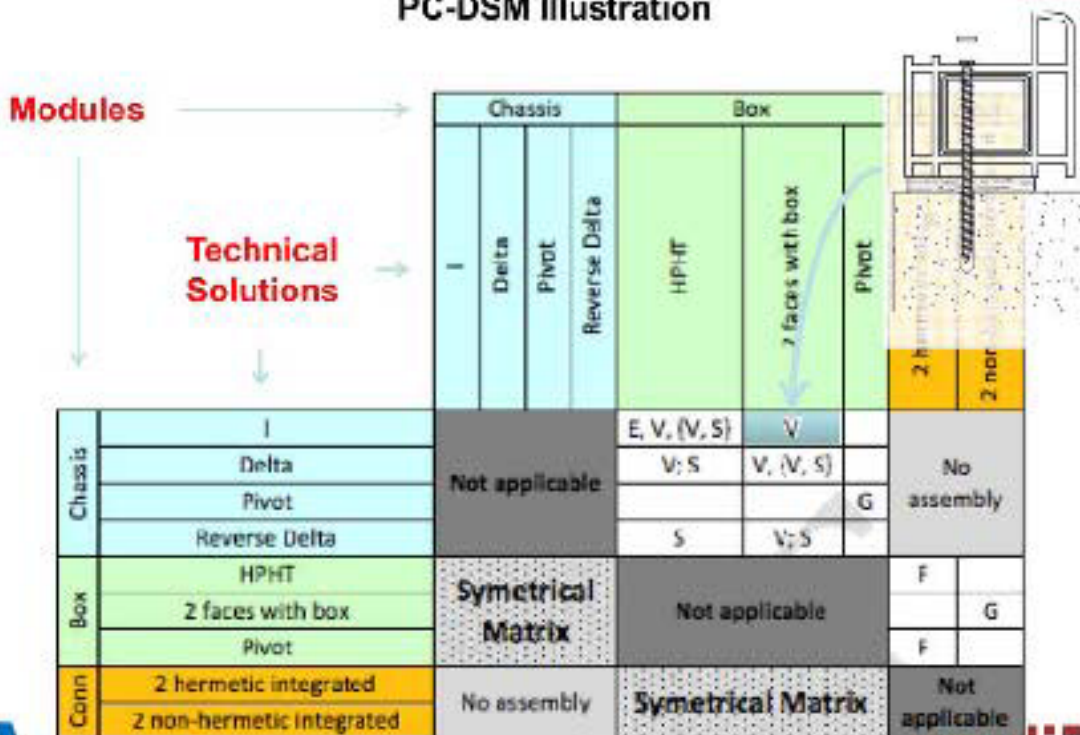 PC-DSM Illustration
Modules
Chassis
Box
Technical
Solutions
I
Delta
Pivot
Reverse Delta
HPHT
2 faces with box
Pivot
2 non
Chassis
I
E, V, (V, S)
V
Delta
V; S
V, (V, S)
Pivot
G
Reverse Delta
S
V; S
Not applicable
No
assembly
Box
HPHT
F
2 faces with box
G
Pivot
F
Symetrical
Matrix
Not applicable
Conn
2 hermetic integrated
2 non-hermetic integrated
No assembly
Symetrical Matrix
Not
applicable